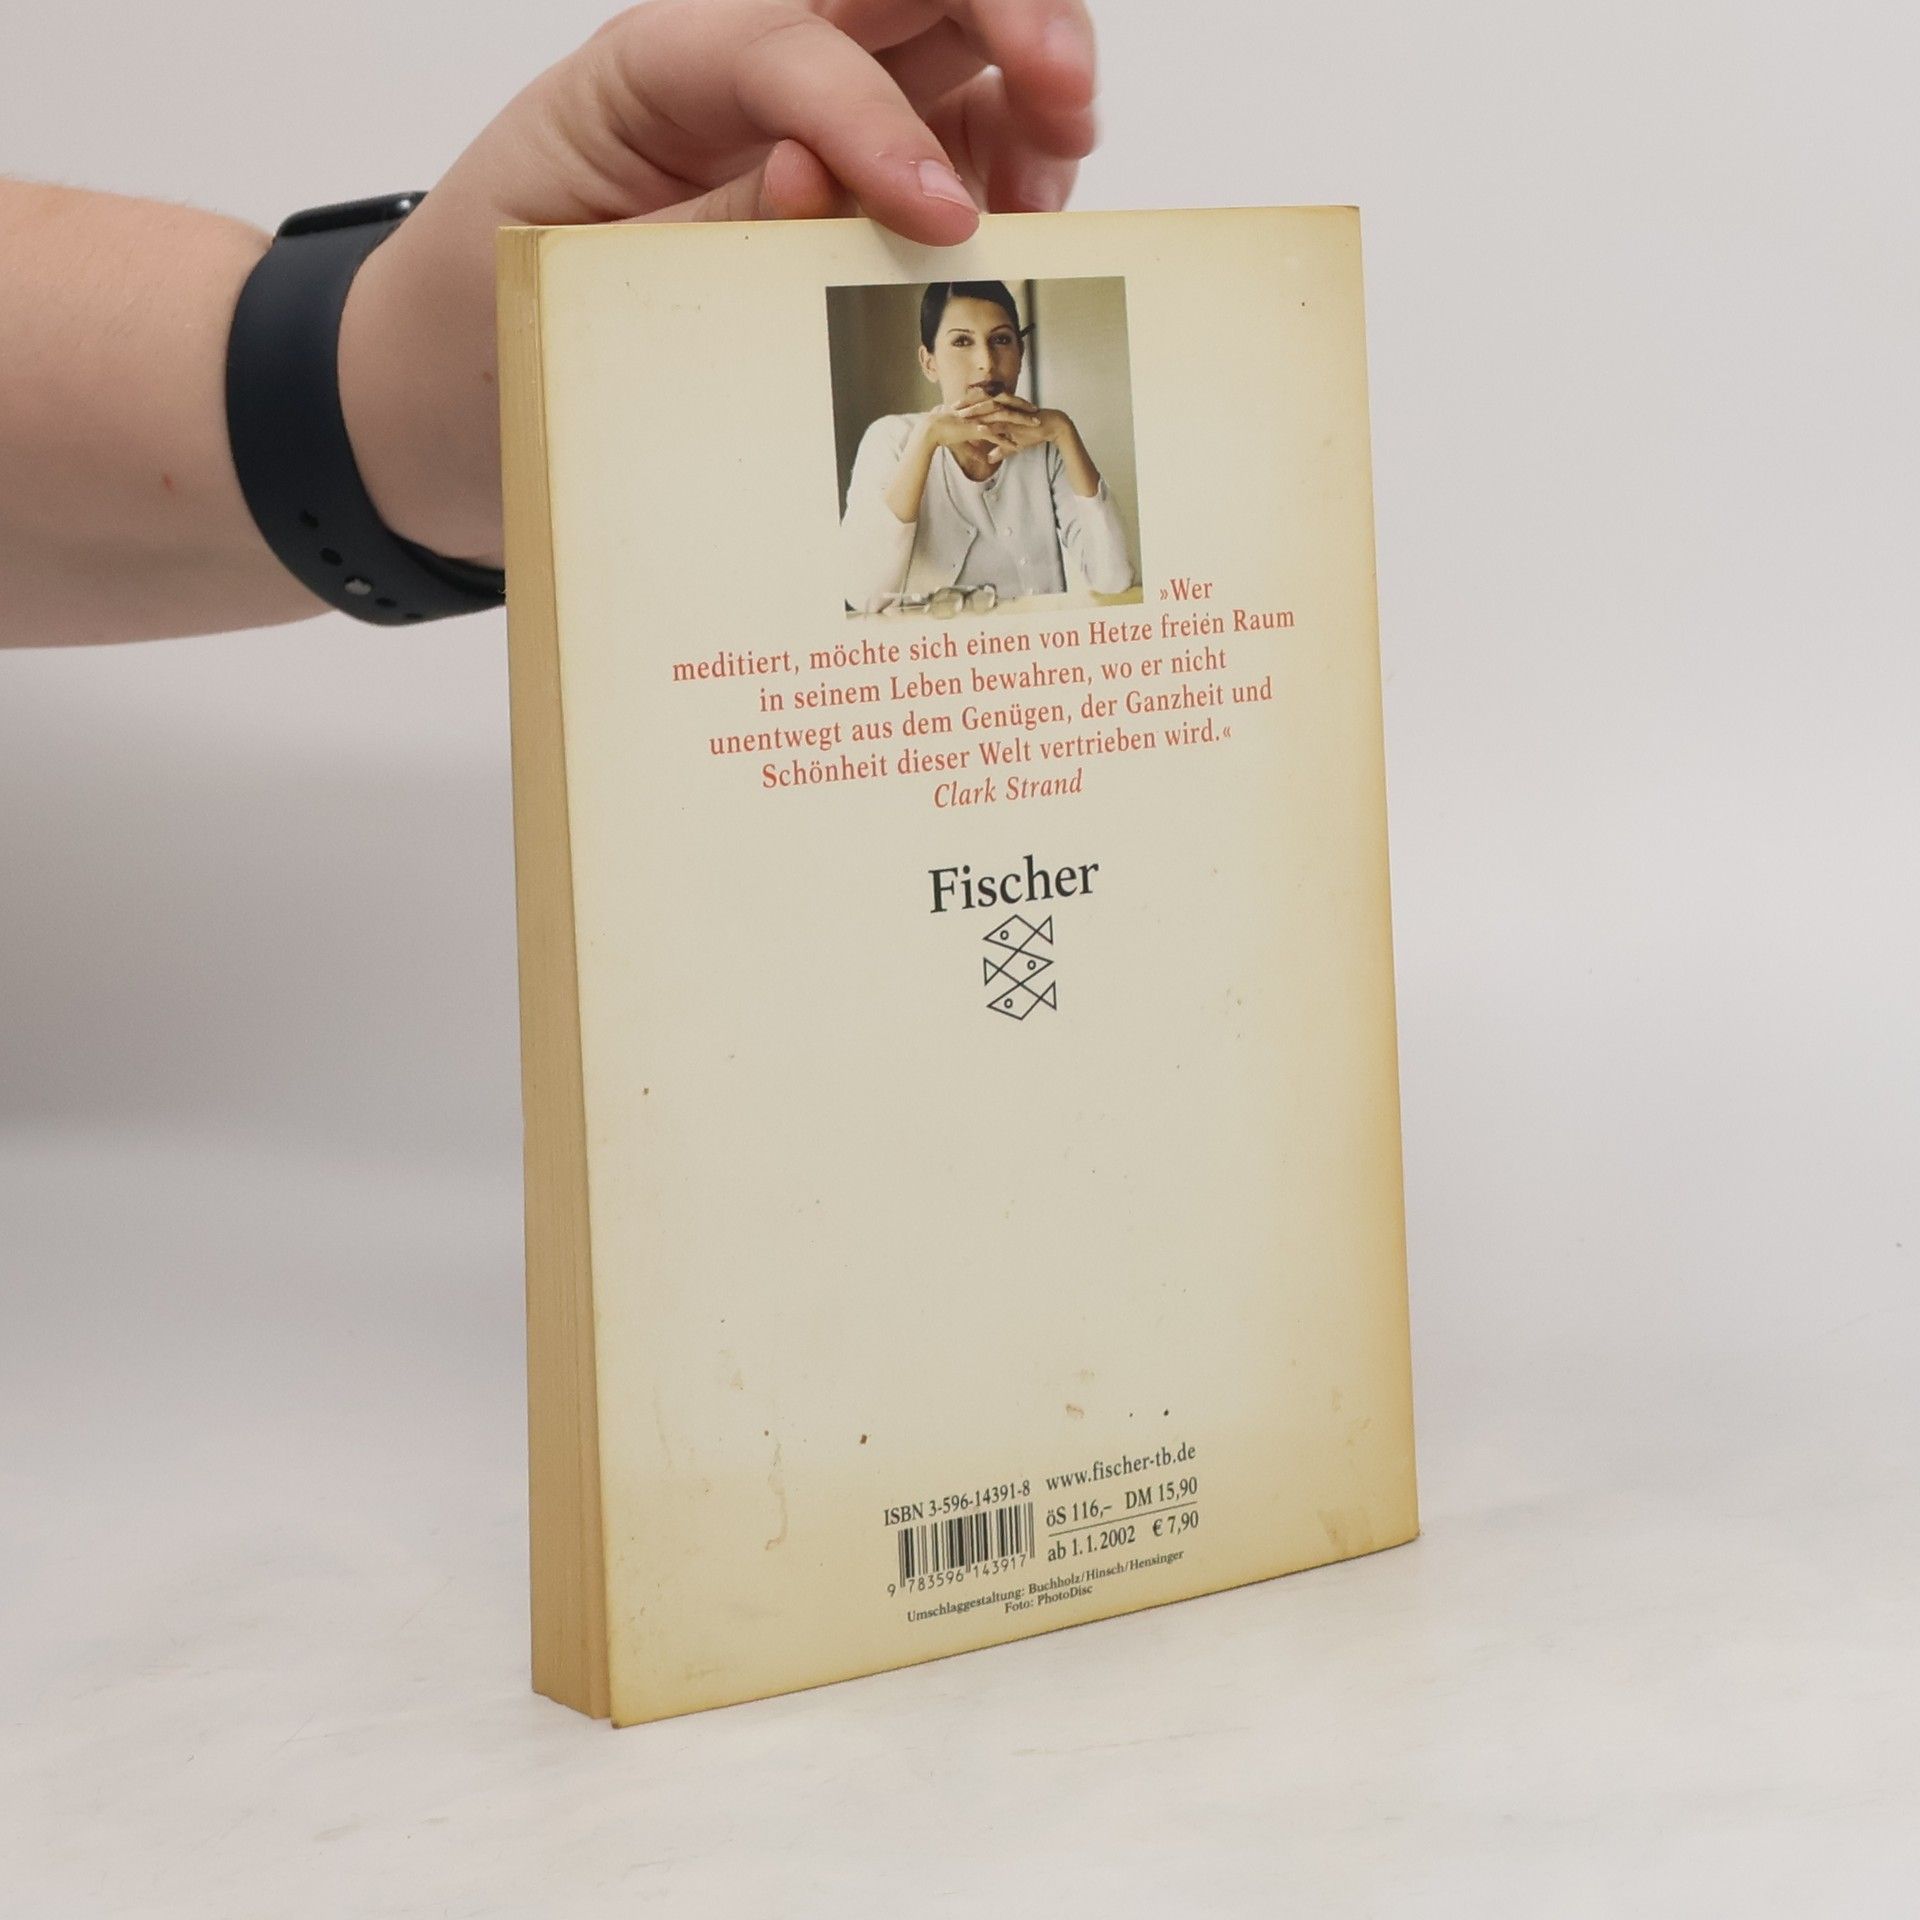 »Wer
meditiert, möchte sich einen von Hetze freien Raum
in seinem Leben bewahren, wo er nicht
unentwegt aus dem Genügen, der Ganzheit und
Schönheit dieser Welt vertrieben wird.«
Clark Strand
Fischer
ISBN 3-596-14391-8
9 783596 143917
www.fischer-tb.de
öS 116,– DM 15,90
ab 1.1.2002 € 7,90
Umschlaggestaltung: Buchholz/Hinsch/Hensinger
Foto: PhotoDisc